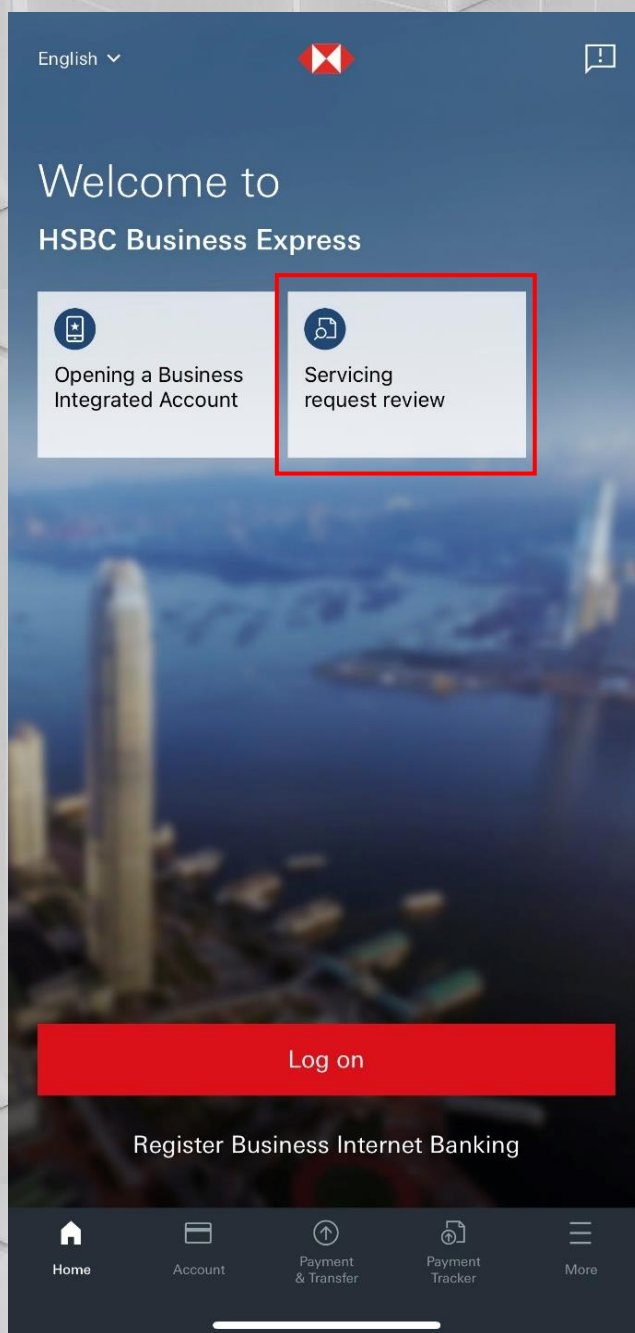 English
Welcome to
HSBC Business Express
Opening a Business
Integrated Account
Servicing
request review
Log on
Register Business Internet Banking
Home
Account
Payment
& Transfer
Payment
Tracker
More